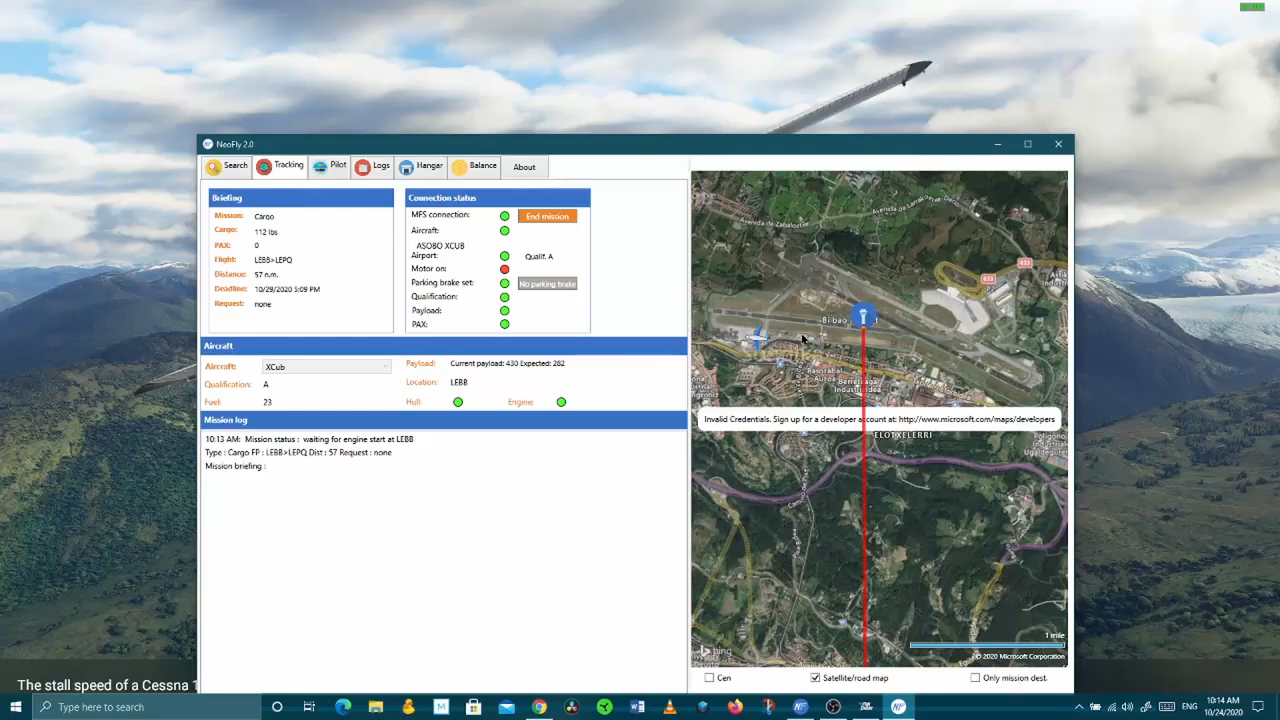 NeoFly 2.0
Search
Tracking
Pilot
Logs
Hangar
Balance
About
Briefing
Mission: Cargo
Cargo: 112 lbs
PAX: 0
Flight: LEBB>LEPQ
Distance: 57 n.m.
Deadline: 10/29/2020 5:09 PM
Request: none
Connection status
MFS connection:
End mission
Aircraft:
ASOBO XCUB
Airport:
Qualif. A
Motor on:
Parking brake set:
No parking brake
Qualification:
Payload:
PAX:
Aircraft
Aircraft: XCub
Payload: Current payload: 430 Expected: 282
Qualification: A
Location: LEBB
Fuel: 23
Hull:
Engine:
Mission log
10:13 AM: Mission status : waiting for engine start at LEBB
Type : Cargo FP : LEBB>LEPQ Dist : 57 Request : none
Mission briefing :
633
633
Bilbao
Invalid Credentials. Sign up for a developer account at: http://www.microsoft.com/maps/developers
ELOTXELERRI
bing
1 mile
© 2020 Microsoft Corporation
Cen
Satellite/road map
Only mission dest.
The stall speed of a Cessna 1
Type here to search
ENG
10:14 AM
10/24/2020